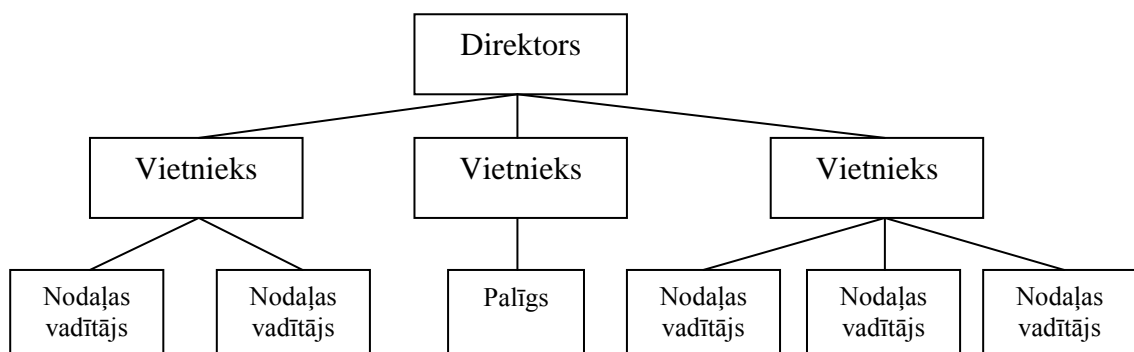 Direktors
Vietnieks
Vietnieks
Vietnieks
Nodaļas
vadītājs
Nodaļas
vadītājs
Palīgs
Nodaļas
vadītājs
Nodaļas
vadītājs
Nodaļas
vadītājs